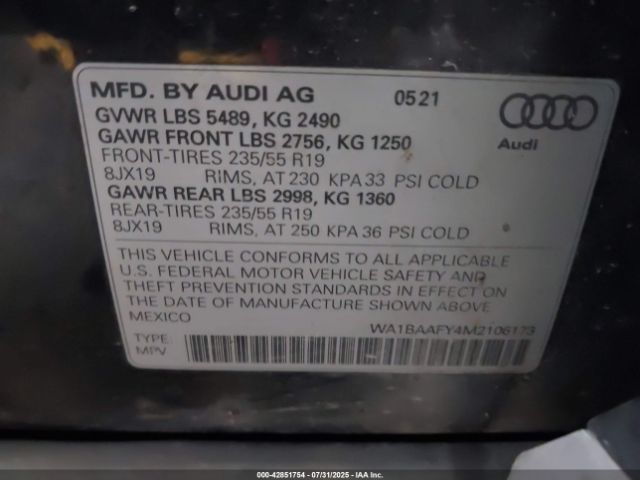 MFD. BY AUDI AG 0521
GVWR LBS 5489, KG 2490
GAWR FRONT LBS 2756, KG 1250
FRONT-TIRES 235/55 R19
8JX19 RIMS, AT 230 KPA 33 PSI COLD
GAWR REAR LBS 2998, KG 1360
REAR-TIRES 235/55 R19
8JX19 RIMS, AT 250 KPA 36 PSI COLD
Audi
THIS VEHICLE CONFORMS TO ALL APPLICABLE
U.S. FEDERAL MOTOR VEHICLE SAFETY AND
THEFT PREVENTION STANDARDS IN EFFECT ON
THE DATE OF MANUFACTURE SHOWN ABOVE
MEXICO
WA1BAAFY4M2106173
TYPE:
MPV
000-42851754 - 07/31/2025 - IAA Inc.